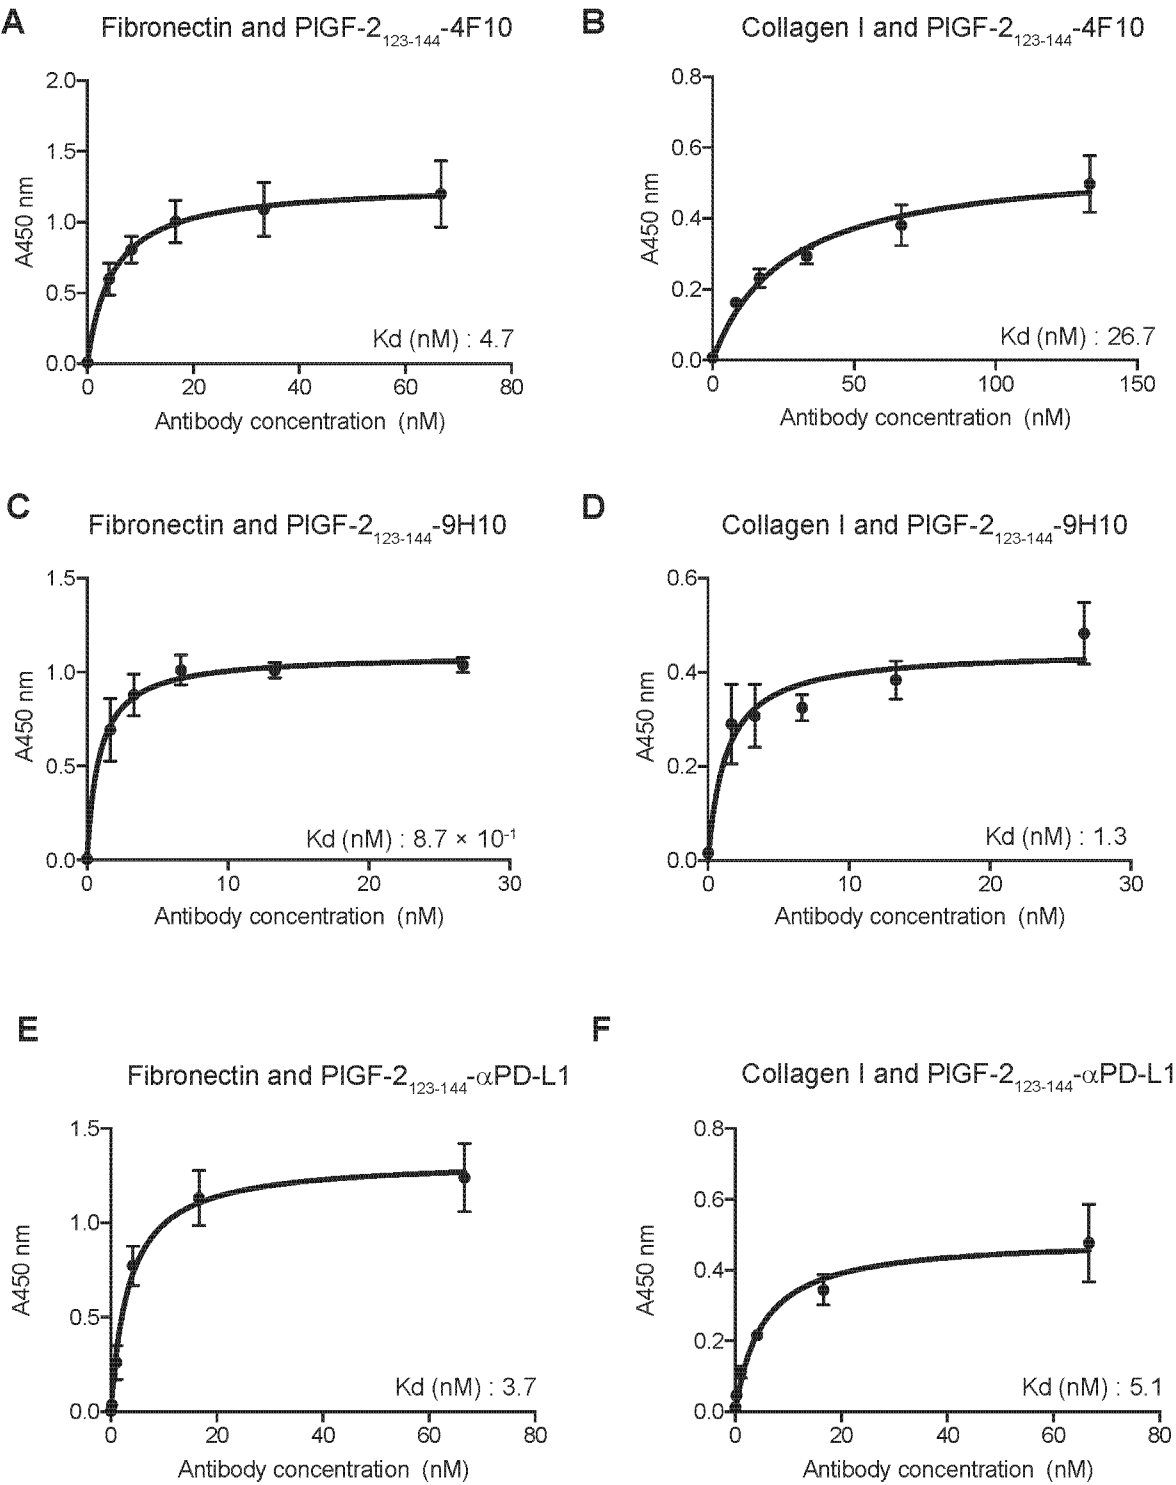 A
Fibronectin and PlGF-2123-144-4F10
2.0
1.5
1.0
0.5
0.0
A450 nm
Kd (nM) : 4.7
0 20 40 60 80
Antibody concentration (nM)
B
Collagen I and PlGF-2123-144-4F10
0.8
0.6
0.4
0.2
0.0
A450 nm
Kd (nM) : 26.7
0 50 100 150
Antibody concentration (nM)
C
Fibronectin and PlGF-2123-144-9H10
1.5
1.0
0.5
0.0
A450 nm
Kd (nM) : 8.7 × 10-1
0 10 20 30
Antibody concentration (nM)
D
Collagen I and PlGF-2123-144-9H10
0.6
0.4
0.2
0.0
A450 nm
Kd (nM) : 1.3
0 10 20 30
Antibody concentration (nM)
E
Fibronectin and PlGF-2123-144-αPD-L1
1.5
1.0
0.5
0.0
A450 nm
Kd (nM) : 3.7
0 20 40 60 80
Antibody concentration (nM)
F
Collagen I and PlGF-2123-144-αPD-L1
0.8
0.6
0.4
0.2
0.0
A450 nm
Kd (nM) : 5.1
0 20 40 60 80
Antibody concentration (nM)